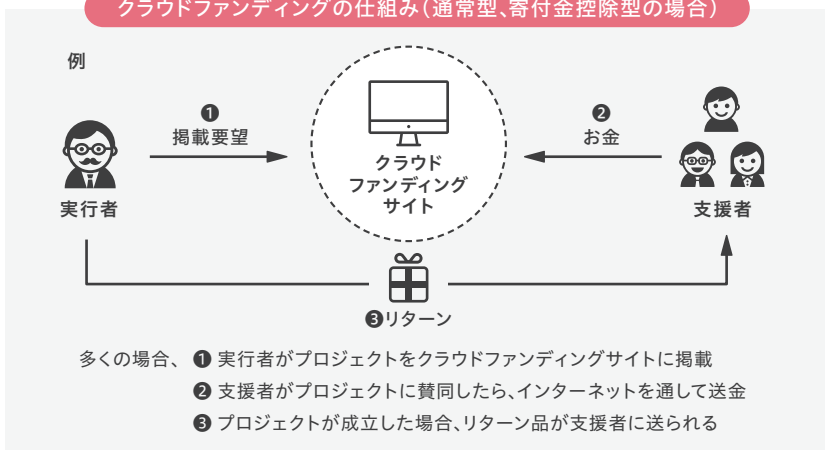 クラウドファンディングの仕組み（通常型、寄付金控除型の場合）
例
❶
掲載要望
❷
お金
クラウド
ファンディング
サイト
実行者
支援者
❸リターン
多くの場合、❶ 実行者がプロジェクトをクラウドファンディングサイトに掲載
❷ 支援者がプロジェクトに賛同したら、インターネットを通して送金
❸ プロジェクトが成立した場合、リターン品が支援者に送られる